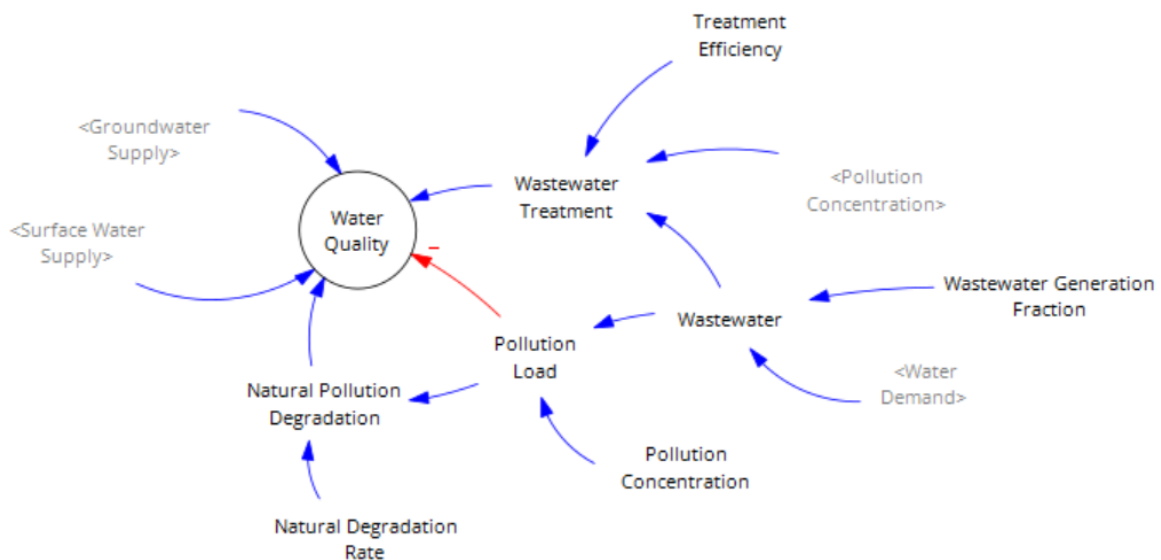 Treatment
Efficiency
<Groundwater
Supply>
Wastewater
Treatment
<Pollution
Concentration>
Water
Quality
<Surface Water
Supply>
–
Wastewater Generation
Fraction
Wastewater
Pollution
Load
<Water
Demand>
Natural Pollution
Degradation
Pollution
Concentration
Natural Degradation
Rate